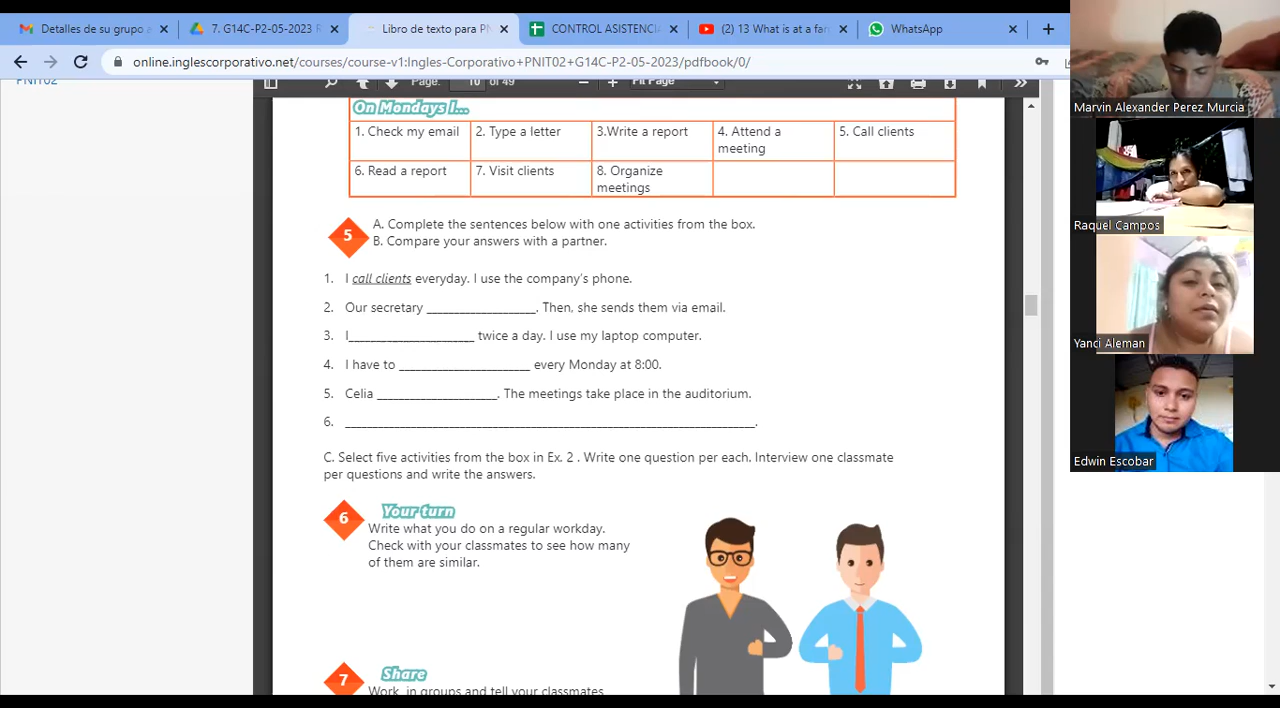 Detalles de su grupo a
7. G14C-P2-05-2023 R
Libro de texto para PN
CONTROL ASISTENCIA
(2) 13 What is at a fan
WhatsApp
online.inglescorporativo.net/courses/course-v1:Ingles-Corporativo+PNIT02+G14C-P2-05-2023/pdfbook/0/
PNIT02
Page: 10 of 49
Fit Page
On Mondays I...
1. Check my email
2. Type a letter
3.Write a report
4. Attend a
meeting
5. Call clients
6. Read a report
7. Visit clients
8. Organize
meetings
5
A. Complete the sentences below with one activities from the box.
B. Compare your answers with a partner.
1. I call clients everyday. I use the company's phone.
2. Our secretary ____________________. Then, she sends them via email.
3. I_______________________ twice a day. I use my laptop computer.
4. I have to ________________________ every Monday at 8:00.
5. Celia ______________________. The meetings take place in the auditorium.
6. ___________________________________________________________________________.
C. Select five activities from the box in Ex. 2 . Write one question per each. Interview one classmate
per questions and write the answers.
6
Your turn
Write what you do on a regular workday.
Check with your classmates to see how many
of them are similar.
7
Share
Work in groups and tell your classmates
Marvin Alexander Perez Murcia
Raquel Campos
Yanci Aleman
Edwin Escobar